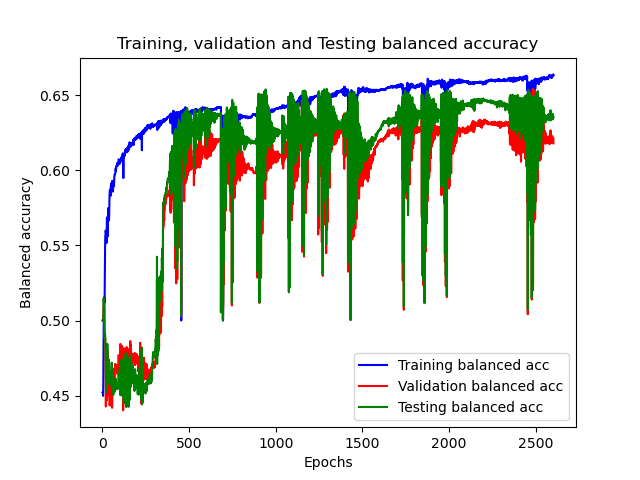 Training, validation and Testing balanced accuracy
Balanced accuracy
0.65
0.60
0.55
0.50
0.45
Training balanced acc
Validation balanced acc
Testing balanced acc
0
500
1000
1500
2000
2500
Epochs